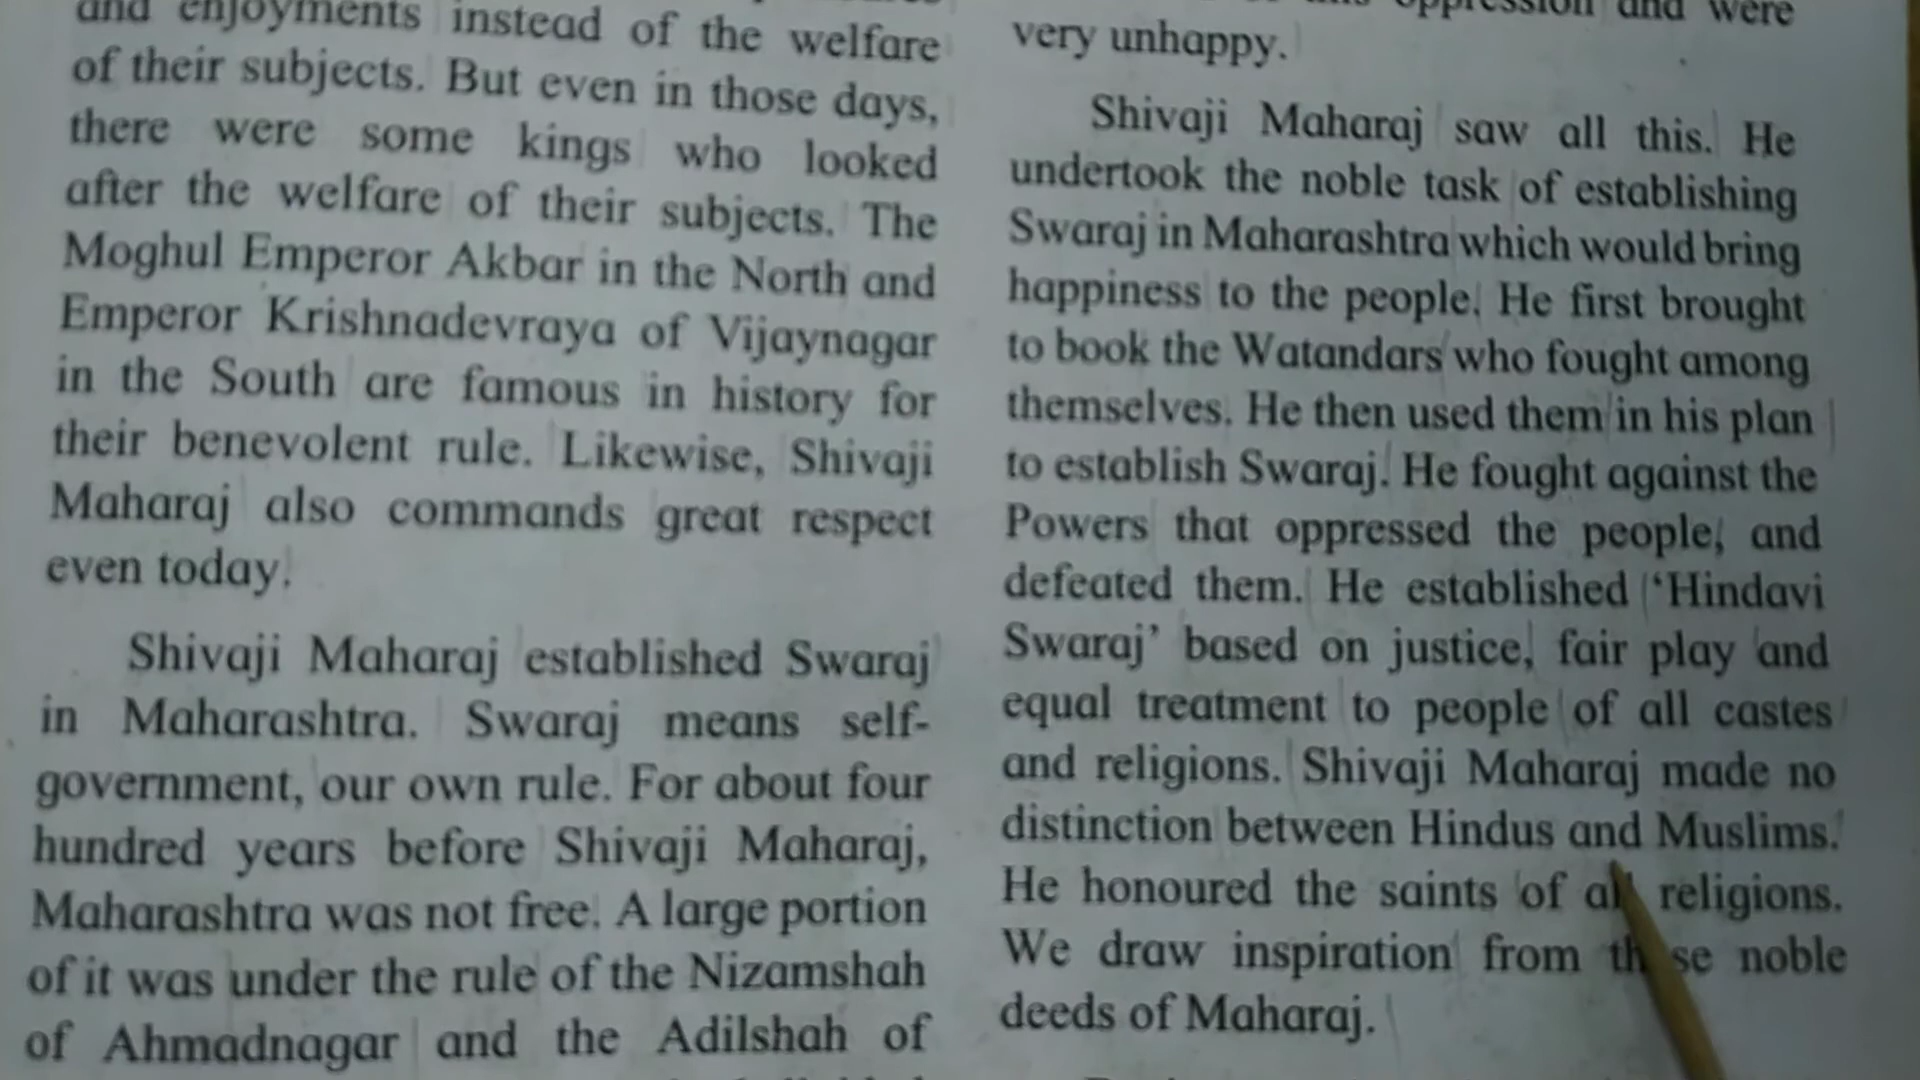 and enjoyments instead of the welfare
of their subjects. But even in those days,
there were some kings who looked
after the welfare of their subjects. The
Moghul Emperor Akbar in the North and
Emperor Krishnadevraya of Vijaynagar
in the South are famous in history for
their benevolent rule. Likewise, Shivaji
Maharaj also commands great respect
even today.
Shivaji Maharaj established Swaraj
in Maharashtra. Swaraj means self-
government, our own rule. For about four
hundred years before Shivaji Maharaj,
Maharashtra was not free. A large portion
of it was under the rule of the Nizamshah
of Ahmadnagar and the Adilshah of
oppression and were
very unhappy.
Shivaji Maharaj saw all this. He
undertook the noble task of establishing
Swaraj in Maharashtra which would bring
happiness to the people. He first brought
to book the Watandars who fought among
themselves. He then used them in his plan
to establish Swaraj. He fought against the
Powers that oppressed the people, and
defeated them. He established 'Hindavi
Swaraj' based on justice, fair play and
equal treatment to people of all castes
and religions. Shivaji Maharaj made no
distinction between Hindus and Muslims.
He honoured the saints of all religions.
We draw inspiration from these noble
deeds of Maharaj.